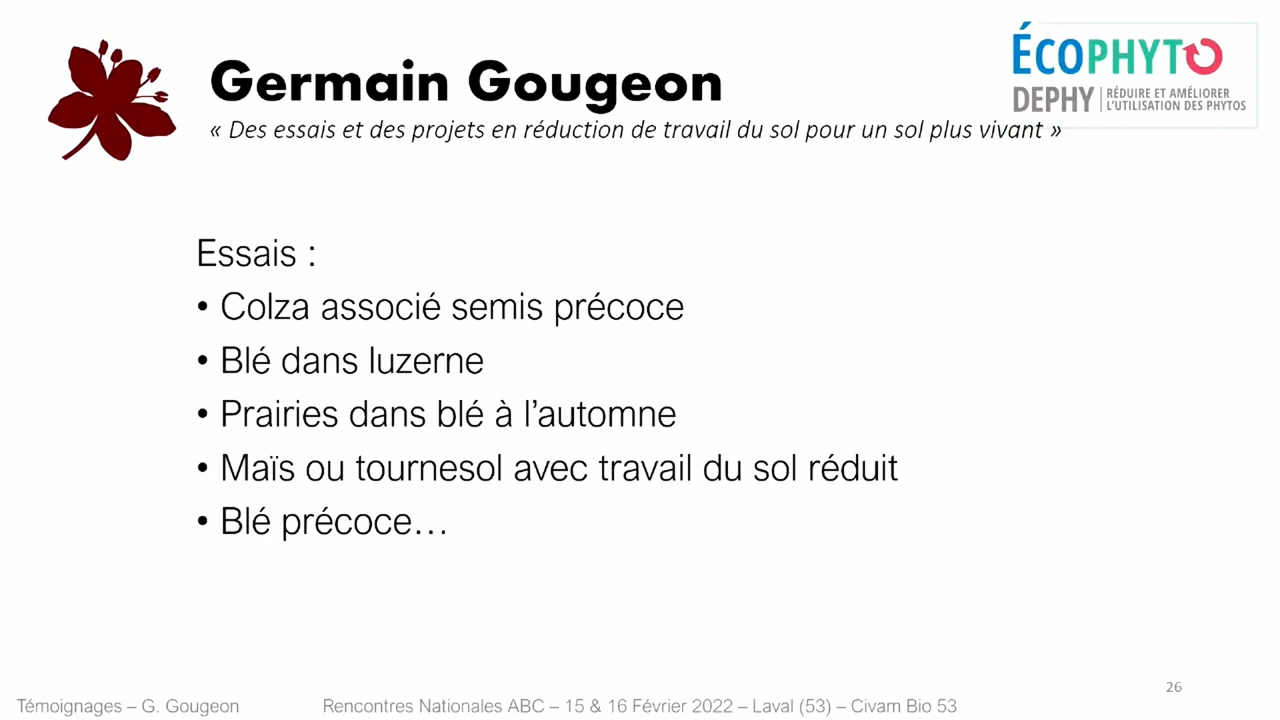 Germain Gougeon
« Des essais et des projets en réduction de travail du sol pour un sol plus vivant »
ÉCOPHYTO
DEPHY
RÉDUIRE ET AMÉLIORER
L'UTILISATION DES PHYTOS
Essais :
• Colza associé semis précoce
• Blé dans luzerne
• Prairies dans blé à l’automne
• Maïs ou tournesol avec travail du sol réduit
• Blé précoce…
26
Témoignages – G. Gougeon
Rencontres Nationales ABC – 15 & 16 Février 2022 – Laval (53) – Civam Bio 53